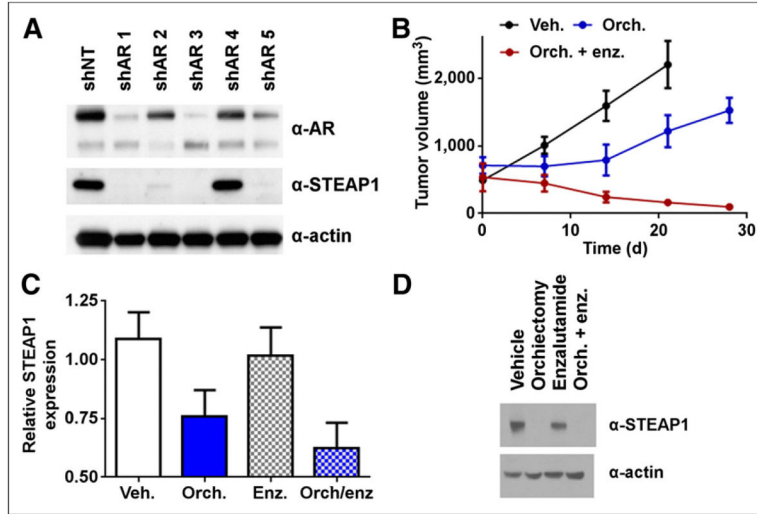 A
shNT
shAR 1
shAR 2
shAR 3
shAR 4
shAR 5
α-AR
α-STEAP1
α-actin
B
Veh.
Orch.
Orch. + enz.
Tumor volume (mm³)
2,000
1,000
0
0
10
20
30
Time (d)
C
Relative STEAP1
expression
1.25
1.00
0.75
0.50
Veh.
Orch.
Enz.
Orch/enz
D
Vehicle
Orchiectomy
Enzalutamide
Orch. + enz.
α-STEAP1
α-actin